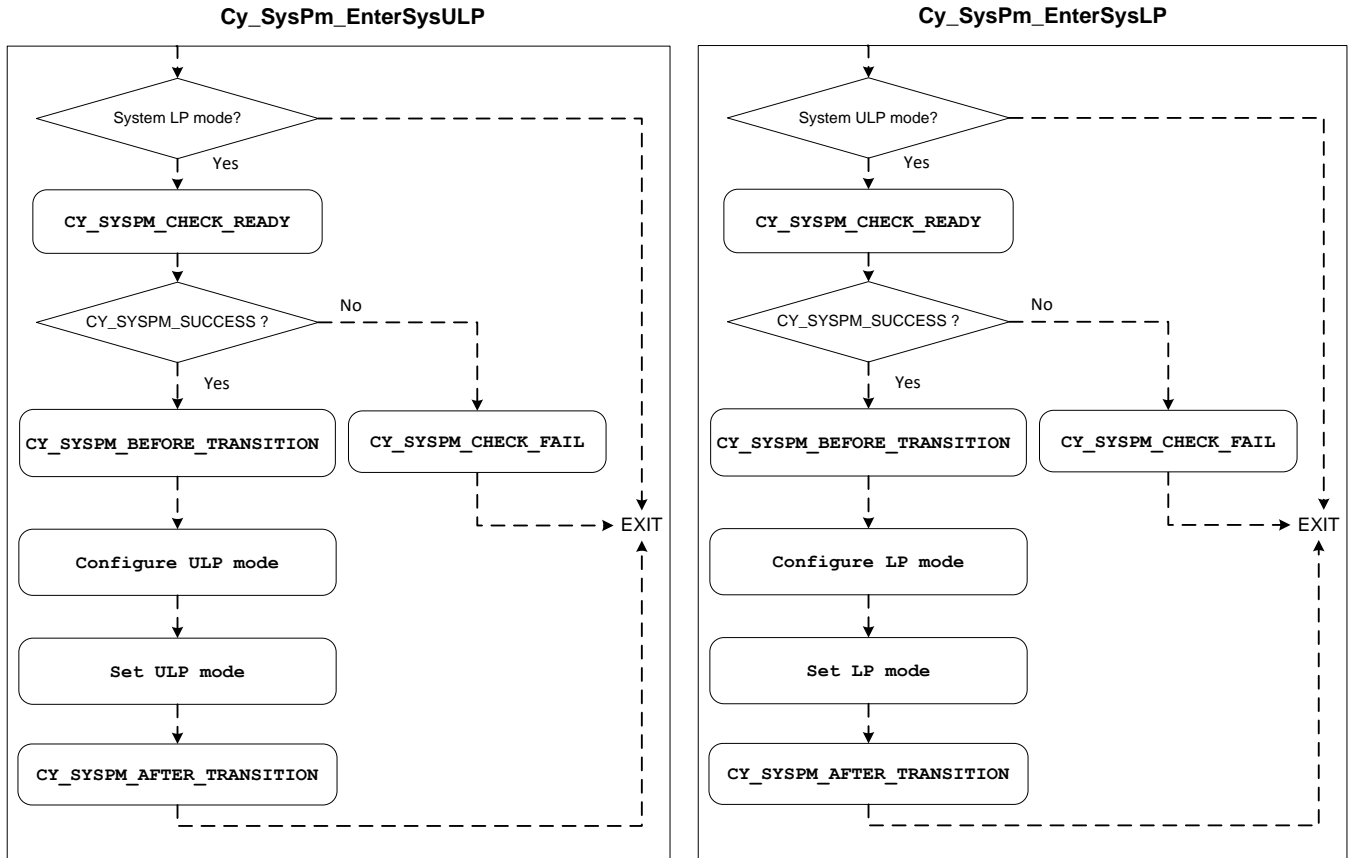 Cy_SysPm_EnterSysULP
System LP mode?
Yes
CY_SYSPM_CHECK_READY
CY_SYSPM_SUCCESS ?
No
Yes
CY_SYSPM_BEFORE_TRANSITION
CY_SYSPM_CHECK_FAIL
EXIT
Configure ULP mode
Set ULP mode
CY_SYSPM_AFTER_TRANSITION
Cy_SysPm_EnterSysLP
System ULP mode?
Yes
CY_SYSPM_CHECK_READY
CY_SYSPM_SUCCESS ?
No
Yes
CY_SYSPM_BEFORE_TRANSITION
CY_SYSPM_CHECK_FAIL
EXIT
Configure LP mode
Set LP mode
CY_SYSPM_AFTER_TRANSITION